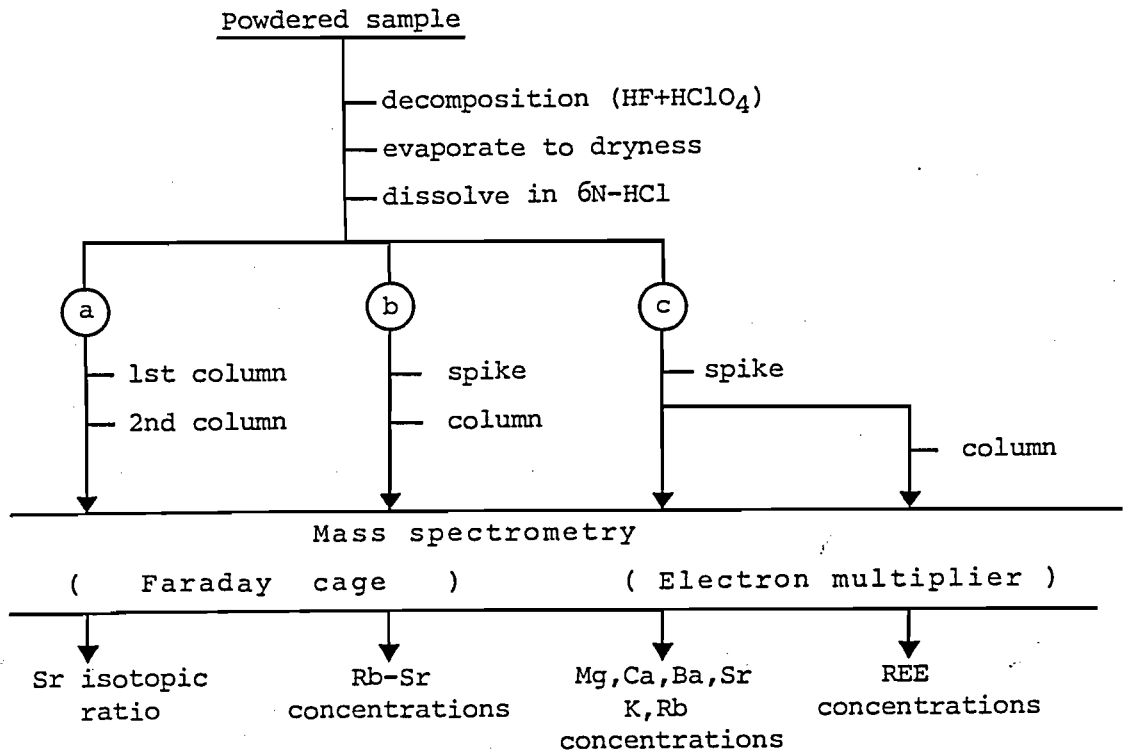 Powdered sample
decomposition (HF+HClO4)
evaporate to dryness
dissolve in 6N-HCl
a
b
c
1st column
2nd column
spike
column
spike
column
Mass spectrometry
( Faraday cage )
( Electron multiplier )
Sr isotopic
ratio
Rb-Sr
concentrations
Mg,Ca,Ba,Sr
K,Rb
concentrations
REE
concentrations